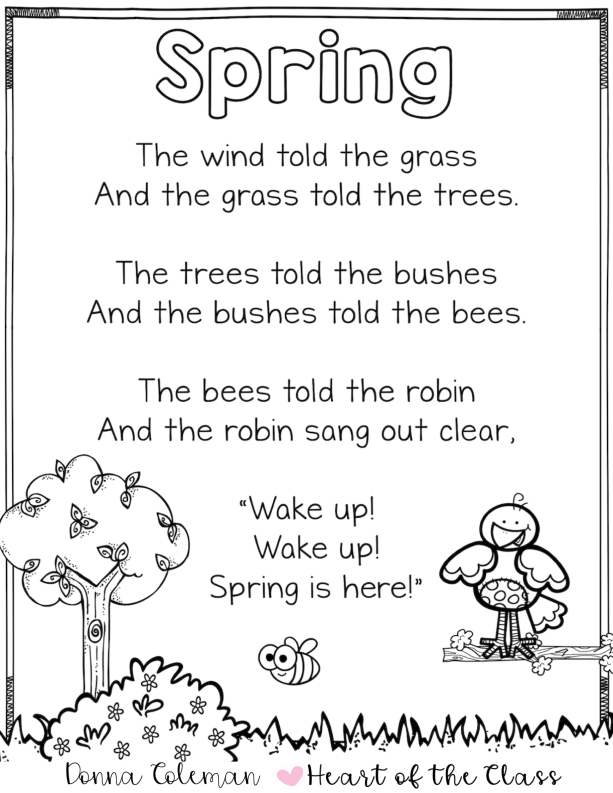 Spring
The wind told the grass
And the grass told the trees.
The trees told the bushes
And the bushes told the bees.
The bees told the robin
And the robin sang out clear,
“Wake up!
Wake up!
Spring is here!”
Donna Coleman Heart of the Class